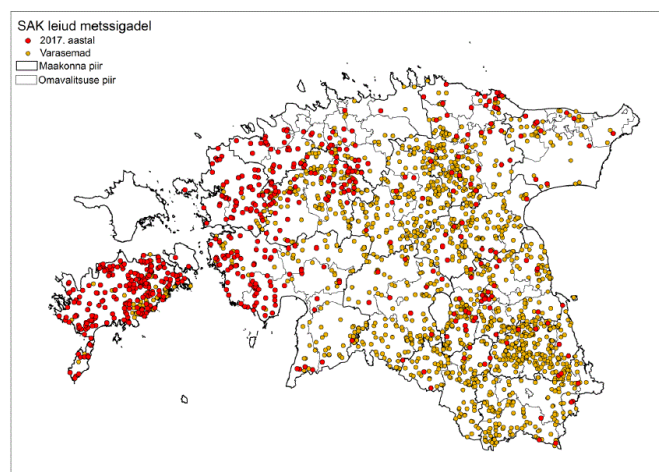 SAK leiud metssigadel
2017. aastal
Varasemad
Maakonna piir
Omavalitsuse piir